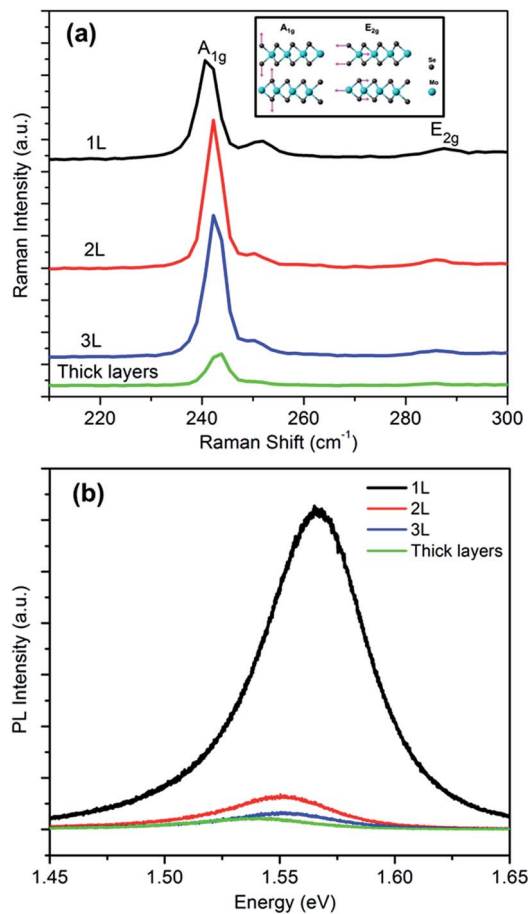 (a)
A1g
E2g
Se
Mo
A1g
E2g
1L
2L
3L
Thick layers
Raman Intensity (a.u.)
220 240 260 280 300
Raman Shift (cm-1)
(b)
1L
2L
3L
Thick layers
PL Intensity (a.u.)
1.45 1.50 1.55 1.60 1.65
Energy (eV)